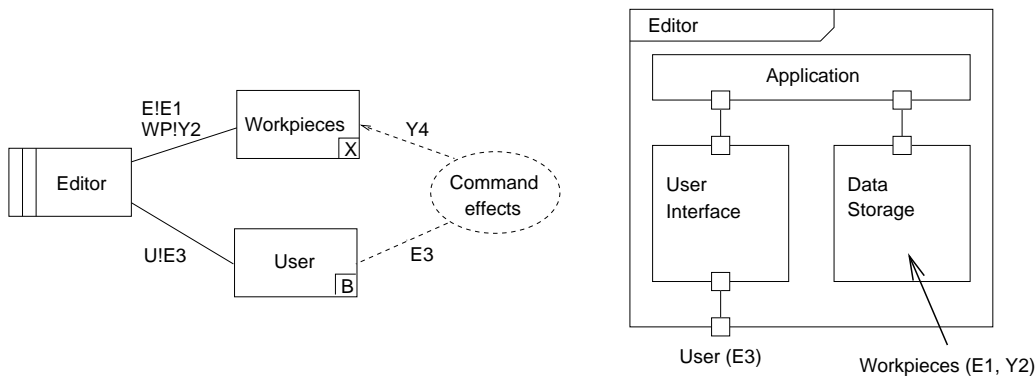 E!E1
WP!Y2
Workpieces
X
Y4
Editor
Command
effects
U!E3
User
B
E3
Editor
Application
User
Interface
Data
Storage
User (E3)
Workpieces (E1, Y2)